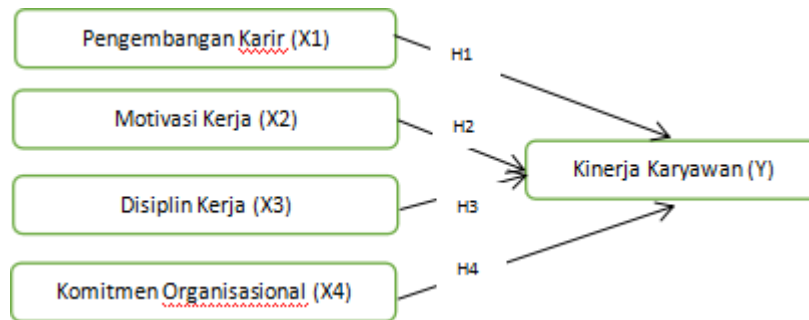 Pengembangan Karir (X1)
H1
Motivasi Kerja (X2)
H2
Kinerja Karyawan (Y)
Disiplin Kerja (X3)
H3
Komitmen Organisasional (X4)
H4